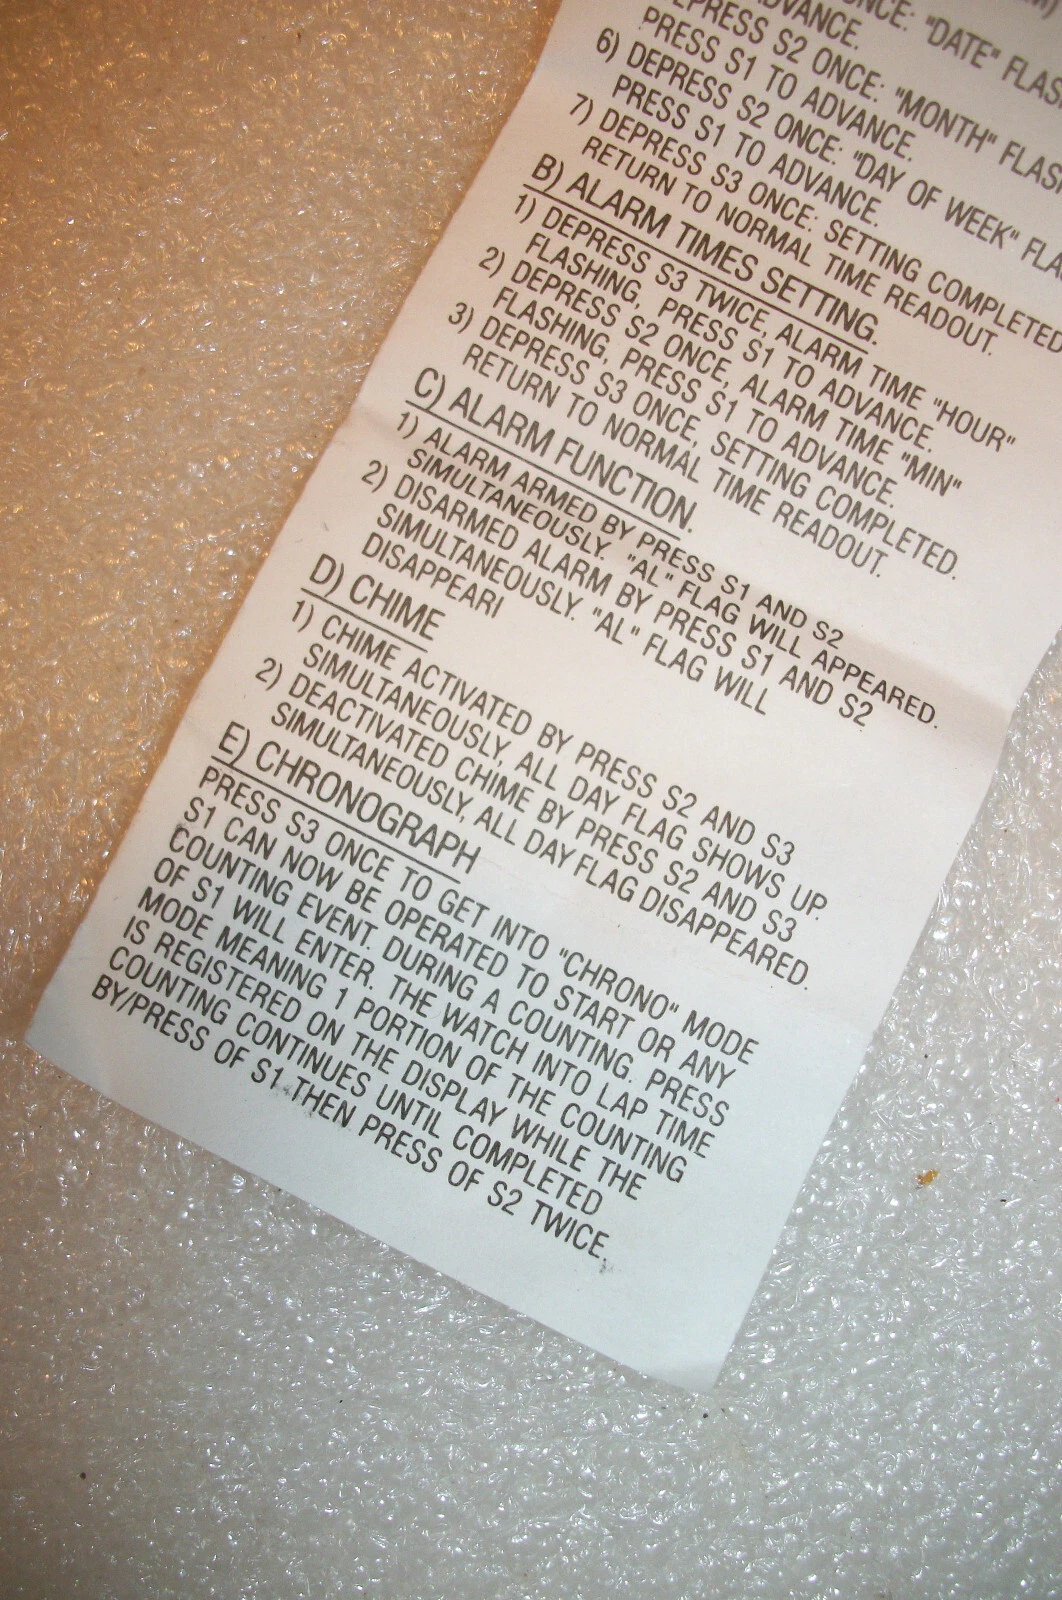 ONCE: "DATE" FLAS
ADVANCE.
DEPRESS S2 ONCE: "MONTH" FLAS
PRESS S1 TO ADVANCE.
6) DEPRESS S2 ONCE: "DAY OF WEEK" FLA
PRESS S1 TO ADVANCE.
7) DEPRESS S3 ONCE: SETTING COMPLETED
RETURN TO NORMAL TIME READOUT.
B) ALARM TIMES SETTING.
1) DEPRESS S3 TWICE, ALARM TIME "HOUR"
FLASHING, PRESS S1 TO ADVANCE.
2) DEPRESS S2 ONCE, ALARM TIME "MIN"
FLASHING, PRESS S1 TO ADVANCE.
3) DEPRESS S3 ONCE, SETTING COMPLETED.
RETURN TO NORMAL TIME READOUT.
C) ALARM FUNCTION.
1) ALARM ARMED BY PRESS S1 AND S2
SIMULTANEOUSLY. "AL" FLAG WILL APPEARED.
2) DISARMED ALARM BY PRESS S1 AND S2
SIMULTANEOUSLY. "AL" FLAG WILL
DISAPPEARI
D) CHIME
1) CHIME ACTIVATED BY PRESS S2 AND S3
SIMULTANEOUSLY, ALL DAY FLAG SHOWS UP.
2) DEACTIVATED CHIME BY PRESS S2 AND S3
SIMULTANEOUSLY, ALL DAY FLAG DISAPPEARED.
E) CHRONOGRAPH
PRESS S3 ONCE TO GET INTO "CHRONO" MODE
S1 CAN NOW BE OPERATED TO START OR ANY
COUNTING EVENT. DURING A COUNTING. PRESS
OF S1 WILL ENTER. THE WATCH INTO LAP TIME
MODE MEANING 1 PORTION OF THE COUNTING
IS REGISTERED ON THE DISPLAY WHILE THE
COUNTING CONTINUES UNTIL COMPLETED
BY/PRESS OF S1 THEN PRESS OF S2 TWICE.